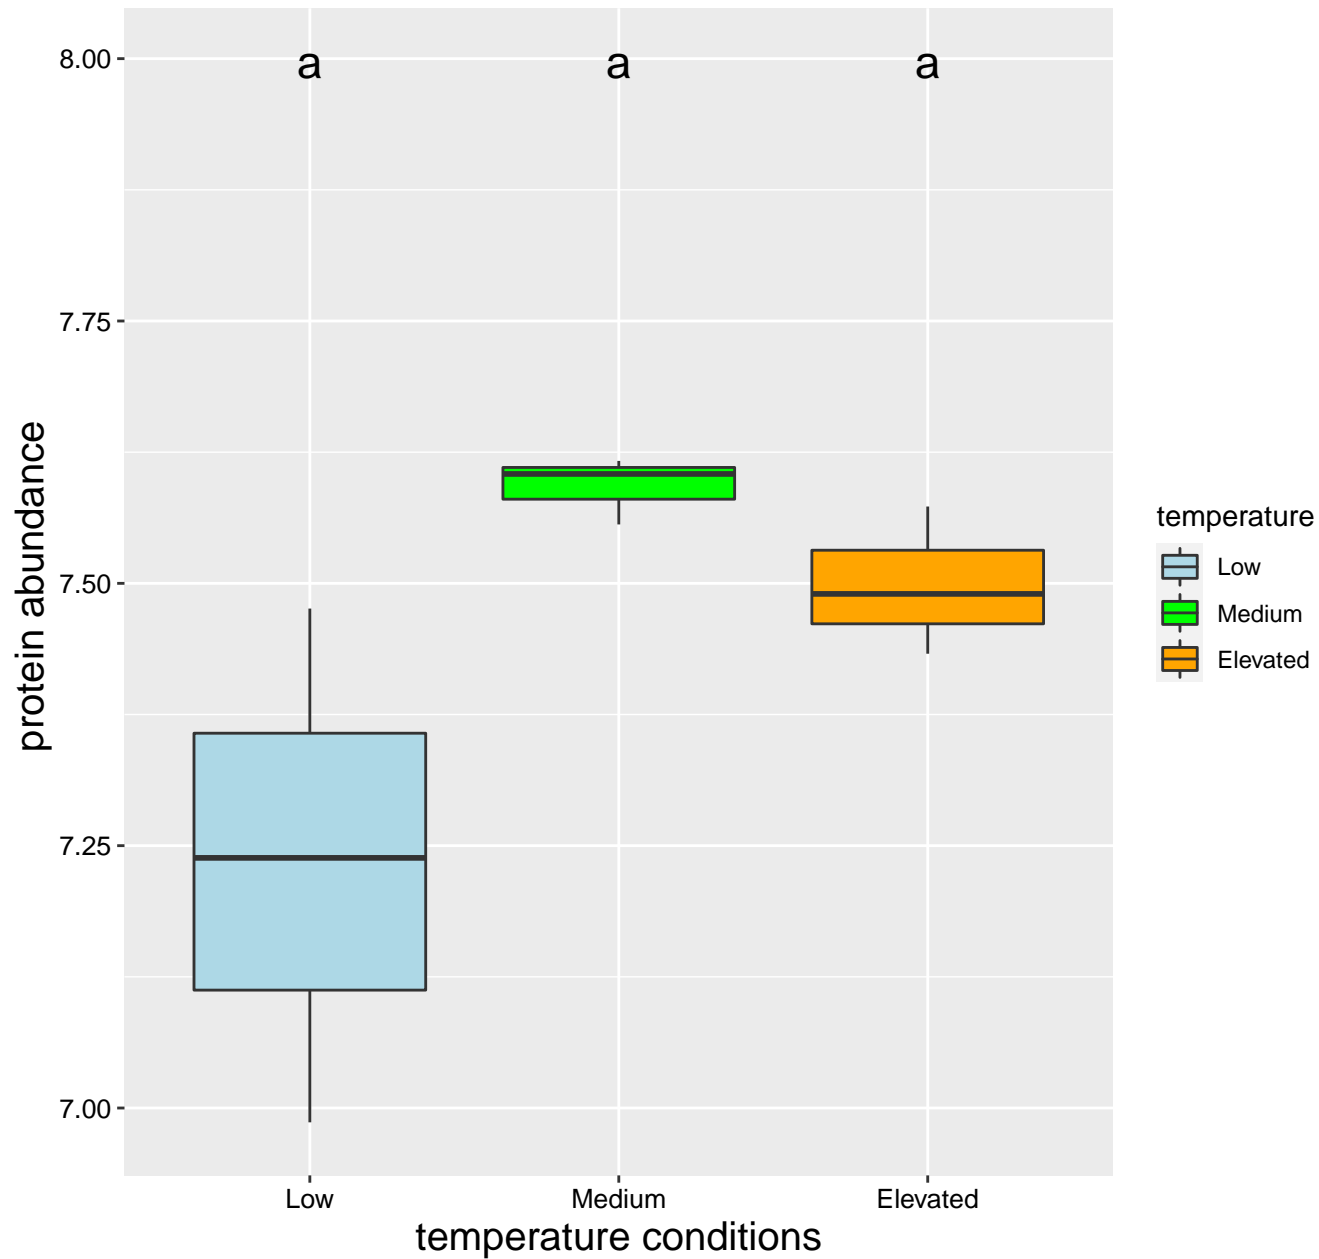 a a a
8.00
7.75
7.50
7.25
7.00
protein abundance
Low Medium Elevated
temperature conditions
temperature
Low
Medium
Elevated